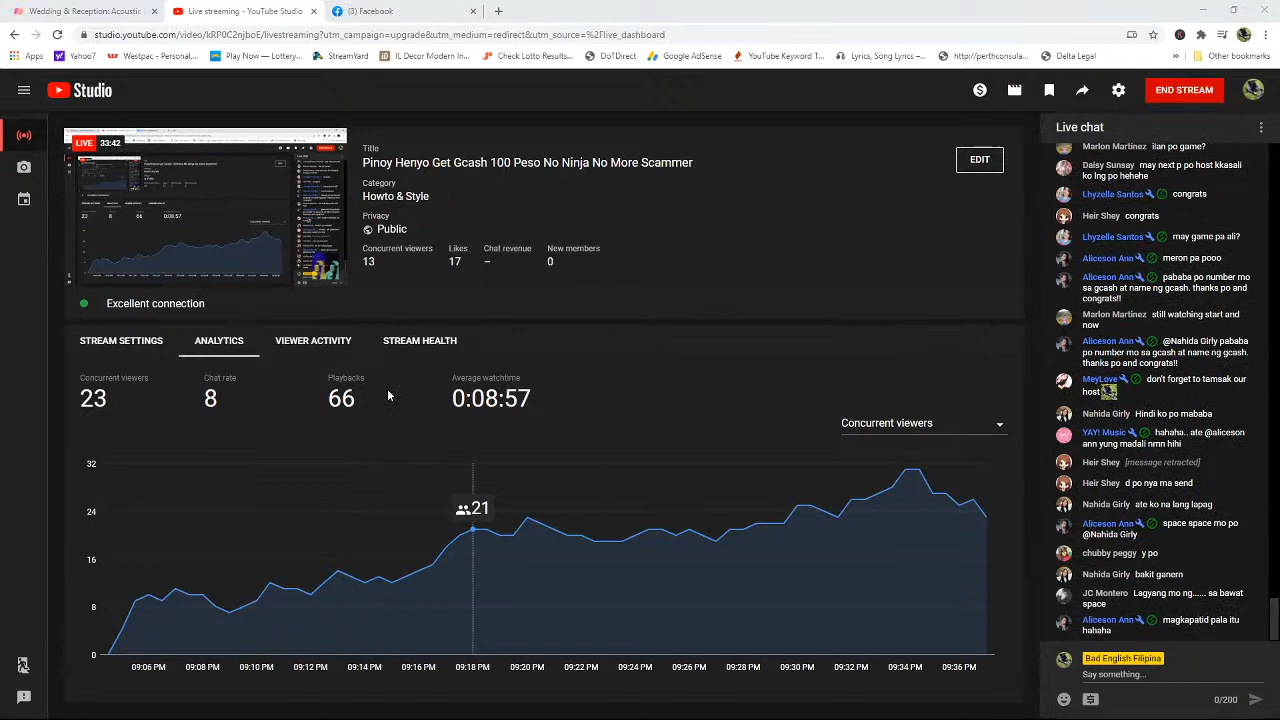 Wedding & Reception: Acoustic
Live streaming - YouTube Studio
Facebook
studio.youtube.com/video/kRP0C2njboE/livestreaming?utm_campaign=upgrade&utm_medium=redirect&utm_source=%2Flive_dashboard
Apps
Yahoo7
Westpac - Personal...
Play Now – Lottery...
StreamYard
IL Decor Modern In...
Check Lotto Results...
DoTDirect
Google AdSense
YouTube Keyword T...
Lyrics, Song Lyrics –...
http://perthconsula...
Delta Legal
Other bookmarks
Studio
END STREAM
LIVE 33:42
Title
Pinoy Henyo Get Gcash 100 Piso No Ninja No More Scammer
EDIT
Category
Howto & Style
Privacy
Public
Concurrent viewers
Likes
Chat revenue
New members
13
17
–
0
Excellent connection
STREAM SETTINGS
ANALYTICS
VIEWER ACTIVITY
STREAM HEALTH
Concurrent viewers
Chat rate
Playbacks
Average watchtime
23
8
66
0:08:57
Concurrent viewers
32
24
16
8
0
21
09:06 PM
09:08 PM
09:10 PM
09:12 PM
09:14 PM
09:18 PM
09:20 PM
09:22 PM
09:24 PM
09:26 PM
09:28 PM
09:30 PM
09:32 PM
09:34 PM
09:36 PM
Live chat
Marlon Martinez ilan po game?
Daisy Sunsay may na po po host kkasali
ko lng po hehehe
Lhyzelle Santos congrats
Heir Shey congrats
Lhyzelle Santos my game pa ali?
Aliceson Ann meron pa pooo
Aliceson Ann pababa po number mo
sa gcash at name ng gcash. thanks po and
congrats!!
Marlon Martinez still watching start and
now
Aliceson Ann @Nahida Girly pababa
po number mo sa gcash at name ng gcash.
thanks po and congrats!!
MeyLove don't forget to tamsak our
host
Nahida Girly Hindi ko po mababa
YAY! Music hahaha.. ate @aliceson
ann yung madali nmn hihi
Heir Shey [message retracted]
Heir Shey d po nya ma send
Nahida Girly ate ko na lang lapag
Aliceson Ann space space mo po
@Nahida Girly
chubby peggy y po
Nahida Girly bakit ganern
JC Montero Lagyang mo ng...... sa bawat
space
Aliceson Ann magkapatid pala itu
hahaha
Bad English Filipina
Say something...
0/200